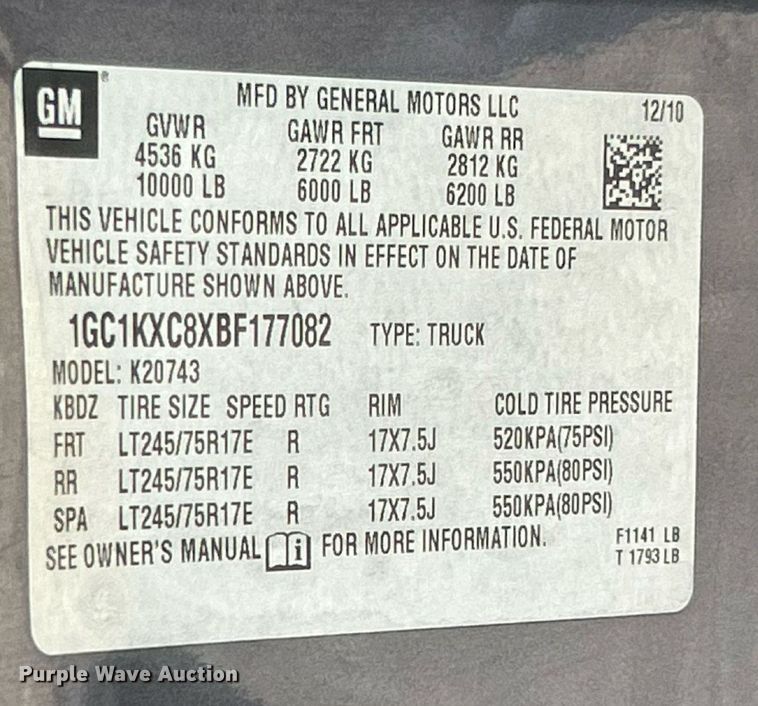 GM
®
MFD BY GENERAL MOTORS LLC 12/10
GVWR GAWR FRT GAWR RR
4536 KG 2722 KG 2812 KG
10000 LB 6000 LB 6200 LB
THIS VEHICLE CONFORMS TO ALL APPLICABLE U.S. FEDERAL MOTOR
VEHICLE SAFETY STANDARDS IN EFFECT ON THE DATE OF
MANUFACTURE SHOWN ABOVE.
1GC1KXC8XBF177082 TYPE: TRUCK
MODEL: K20743
KBDZ TIRE SIZE SPEED RTG RIM COLD TIRE PRESSURE
FRT LT245/75R17E R 17X7.5J 520KPA(75PSI)
RR LT245/75R17E R 17X7.5J 550KPA(80PSI)
SPA LT245/75R17E R 17X7.5J 550KPA(80PSI)
SEE OWNER'S MANUAL i FOR MORE INFORMATION.
F1141 LB
T 1793 LB
Purple Wave Auction